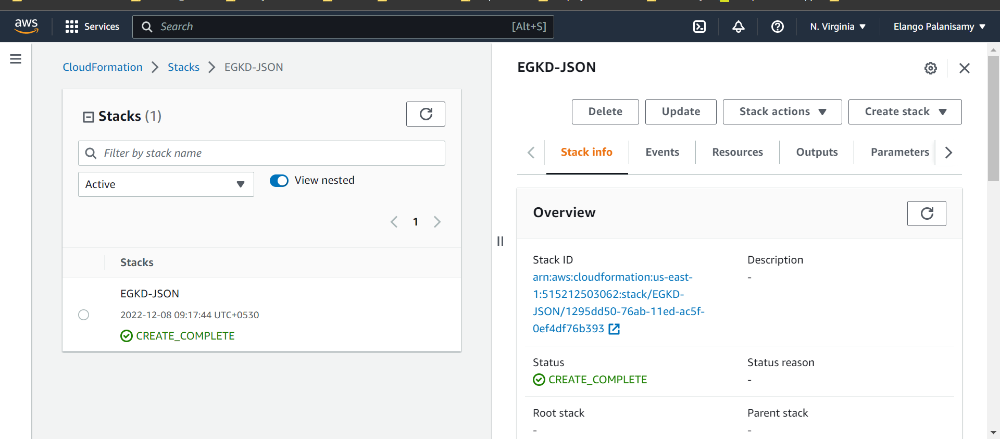 aws
Services
Search [Alt+S]
N. Virginia
Elango Palanisamy
CloudFormation
Stacks
EGKD-JSON
Stacks (1)
Filter by stack name
Active
View nested
1
Stacks
EGKD-JSON
2022-12-08 09:17:44 UTC+0530
CREATE_COMPLETE
EGKD-JSON
Delete
Update
Stack actions
Create stack
Stack info
Events
Resources
Outputs
Parameters
Overview
Stack ID
arn:aws:cloudformation:us-east-
1:515212503062:stack/EGKD-
JSON/1295dd50-76ab-11ed-ac5f-
0ef4df76b393
Description
-
Status
CREATE_COMPLETE
Status reason
-
Root stack
-
Parent stack
-